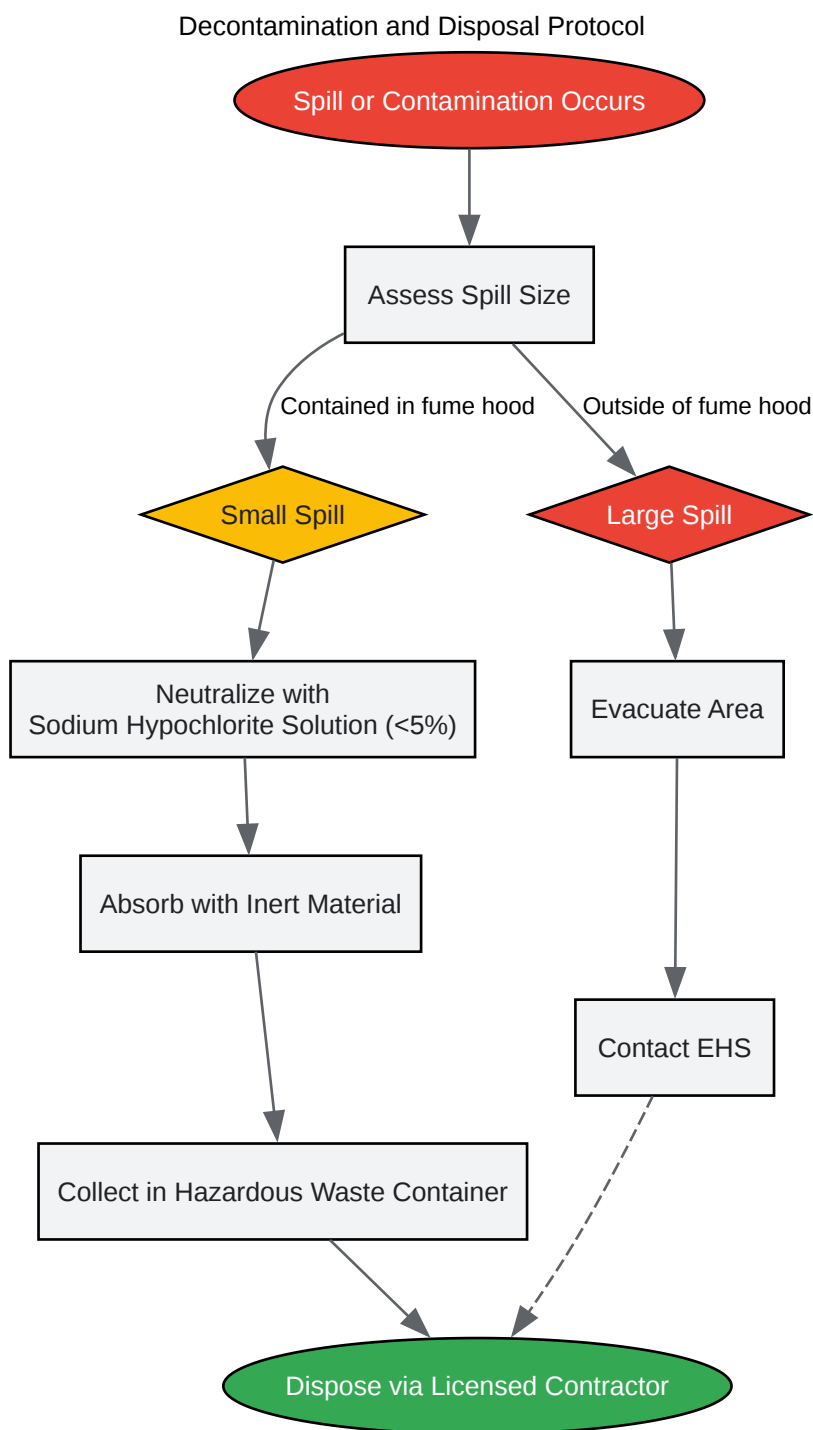 Decontamination and Disposal Protocol
Spill or Contamination Occurs
Assess Spill Size
Contained in fume hood
Outside of fume hood
Small Spill
Large Spill
Neutralize with
Sodium Hypochlorite Solution (<5%)
Evacuate Area
Absorb with Inert Material
Contact EHS
Collect in Hazardous Waste Container
Dispose via Licensed Contractor